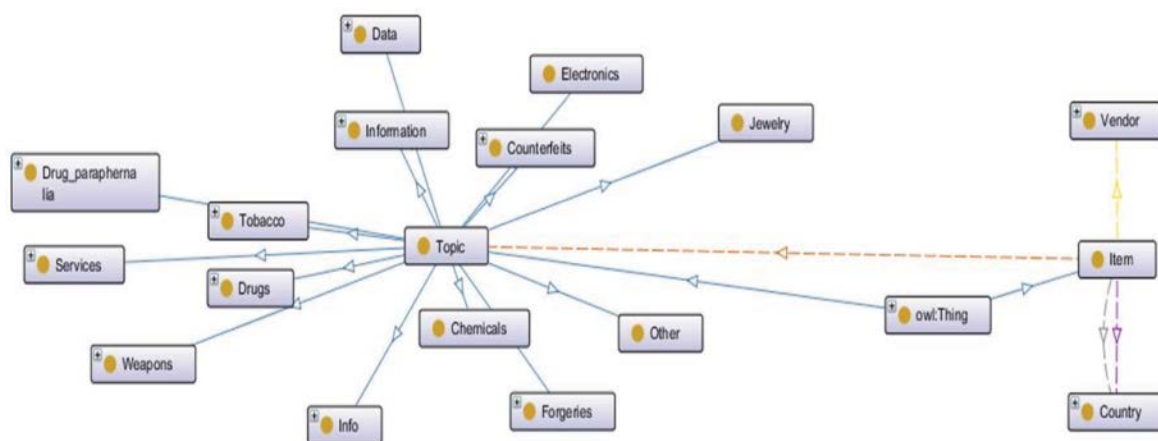 Data
Electronics
Vendor
Information
Jewelry
Counterfeits
Drug_parapherna
lia
Tobacco
Topic
Services
Item
Drugs
owl:Thing
Chemicals
Other
Weapons
Forgeries
Country
Info